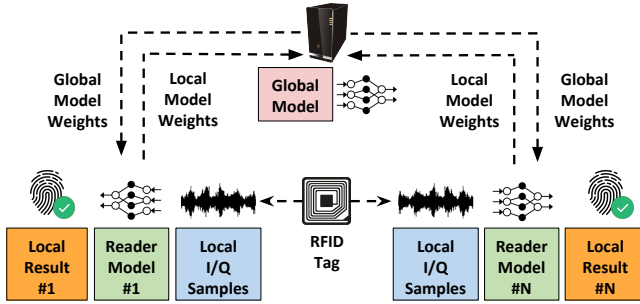 Global
Model
Weights
Local
Model
Weights
Global
Model
Local
Model
Weights
Global
Model
Weights
RFID
Tag
Local
Result
#1
Reader
Model
#1
Local
I/Q
Samples
Local
I/Q
Samples
Reader
Model
#N
Local
Result
#N